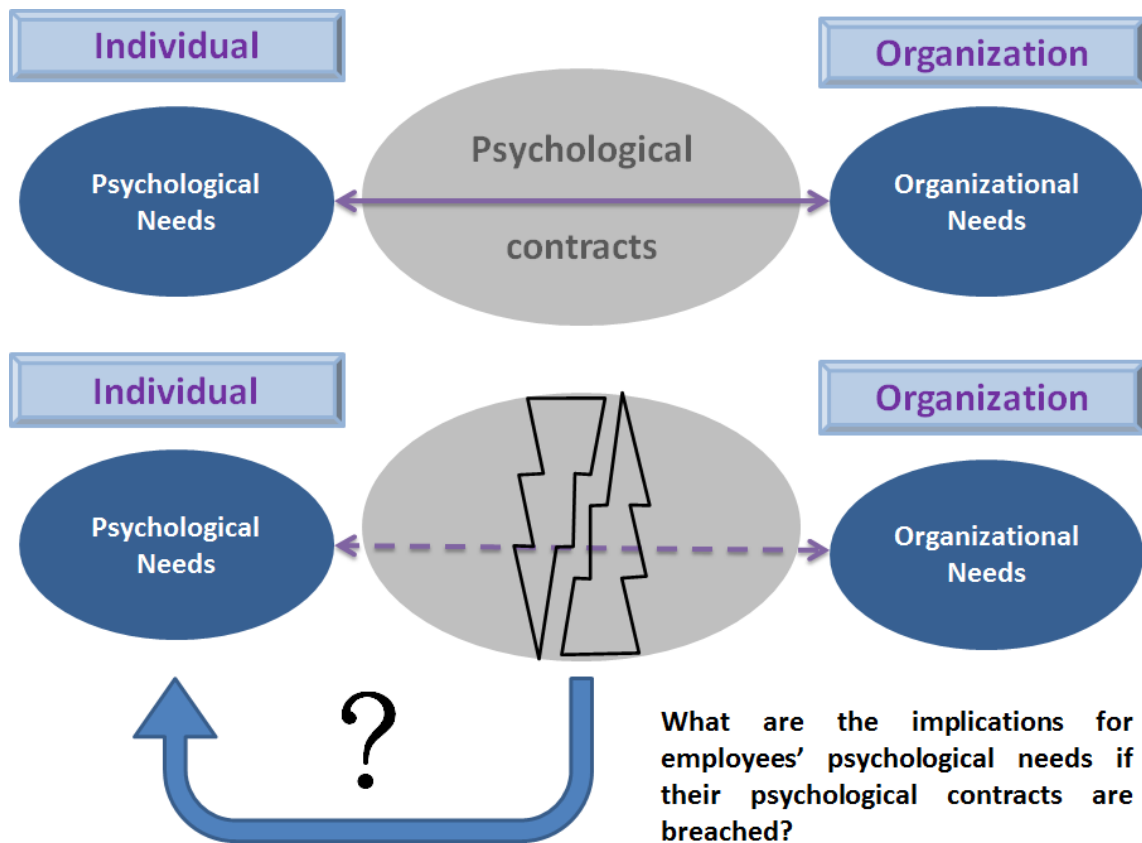 Individual
Organization
Psychological
Needs
Psychological
contracts
Organizational
Needs
Individual
Organization
Psychological
Needs
Organizational
Needs
?
What are the implications for
employees’ psychological needs if
their psychological contracts are
breached?